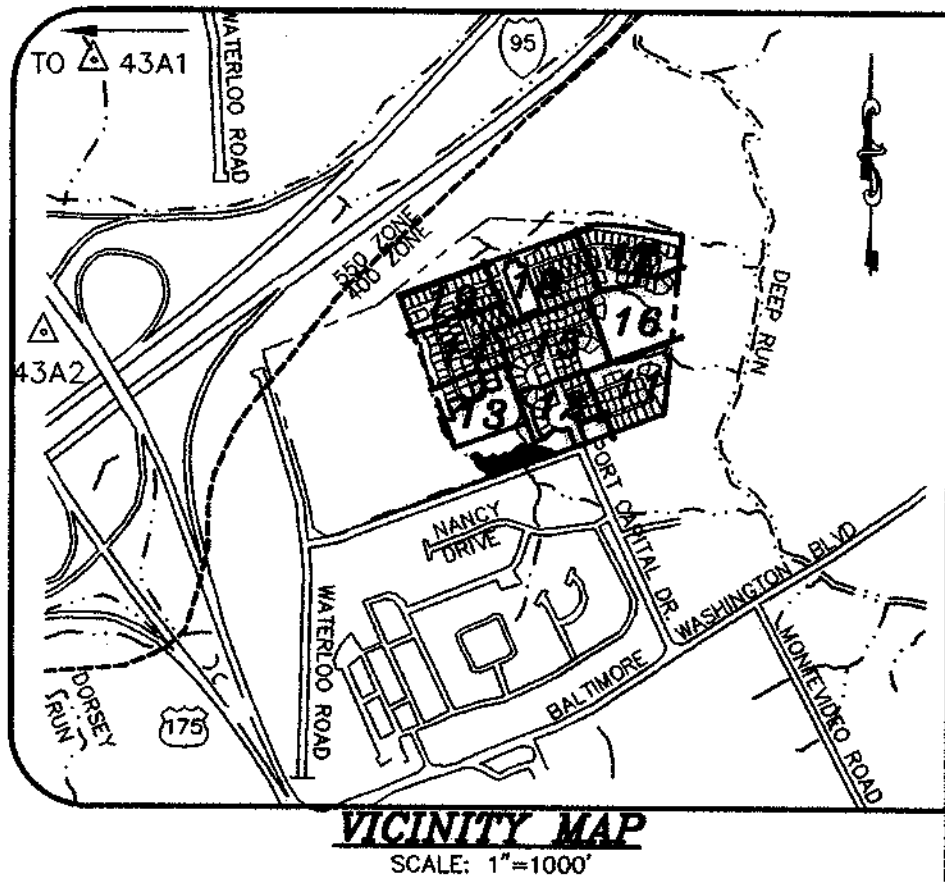 TO 43A1
WATERLOO ROAD
95
550 ZONE
400 ZONE
DEEP RUN
16
43A2
13
17
PORT CAPITAL DR.
NANCY
DRIVE
WATERLOO ROAD
WASHINGTON BLVD
BALTIMORE
MONTEVIDEO ROAD
DORSEY
RUN
175
VICINITY MAP
SCALE: 1"=1000'